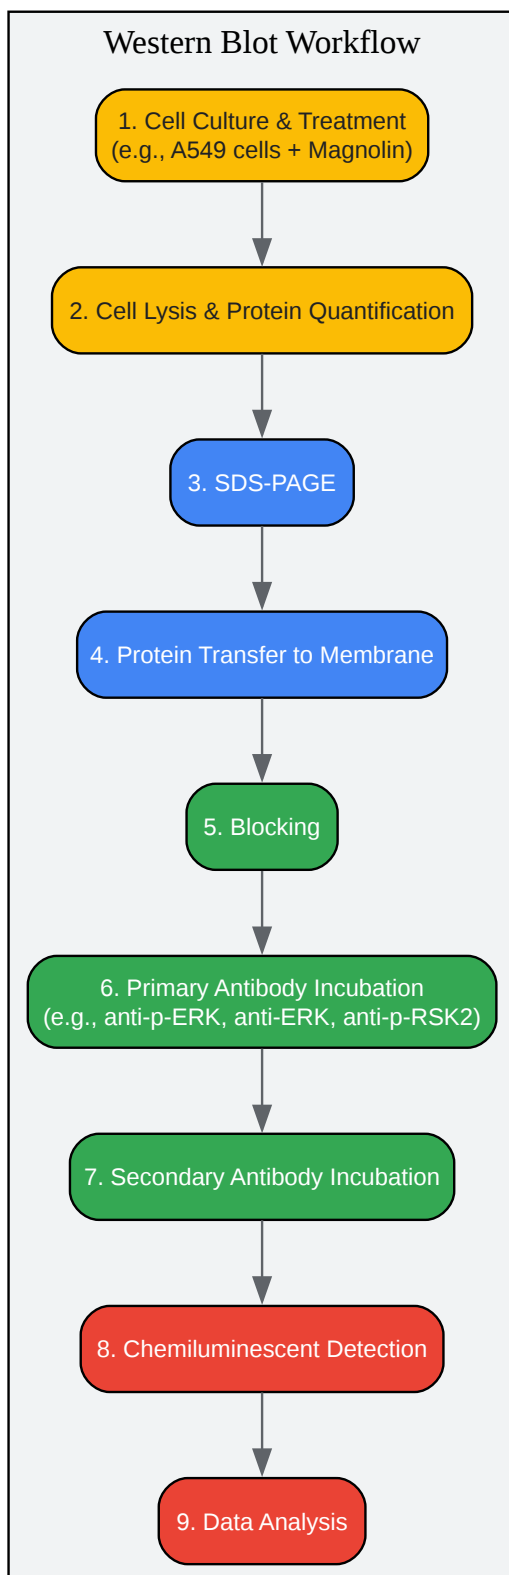 Western Blot Workflow
1. Cell Culture & Treatment
(e.g., A549 cells + Magnolin)
2. Cell Lysis & Protein Quantification
3. SDS-PAGE
4. Protein Transfer to Membrane
5. Blocking
6. Primary Antibody Incubation
(e.g., anti-p-ERK, anti-ERK, anti-p-RSK2)
7. Secondary Antibody Incubation
8. Chemiluminescent Detection
9. Data Analysis